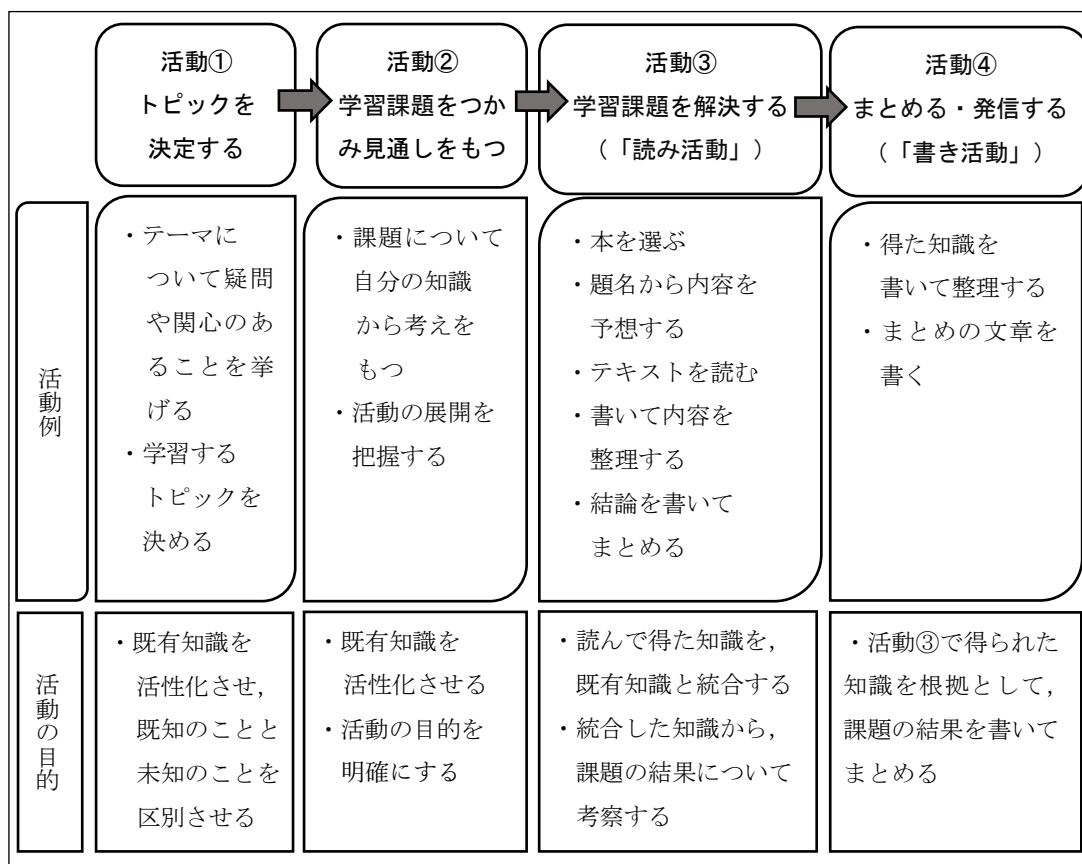 活動①
トピックを
決定する
活動②
学習課題をつか
み見通しをもつ
活動③
学習課題を解決する
(「読み活動」)
活動④
まとめる・発信する
(「書き活動」)
活動例
・テーマに
ついて疑問
や関心のあ
ることを挙
げる
・学習する
トピックを
決める
・課題について
自分の知識
から考えを
もつ
・活動の展開を
把握する
・本を選ぶ
・題名から内容を
予想する
・テキストを読む
・書いて内容を
整理する
・結論を書いて
まとめる
・得た知識を
書いて整理する
・まとめの文章を
書く
活動の目的
・既有知識を
活性化させ,
既知のことと
未知のことを
区別させる
・既有知識を
活性化させる
・活動の目的を
明確にする
・読んで得た知識を,
既有知識と統合する
・統合した知識から,
課題の結果について
考察する
・活動③で得られた
知識を根拠として,
課題の結果を書いて
まとめる